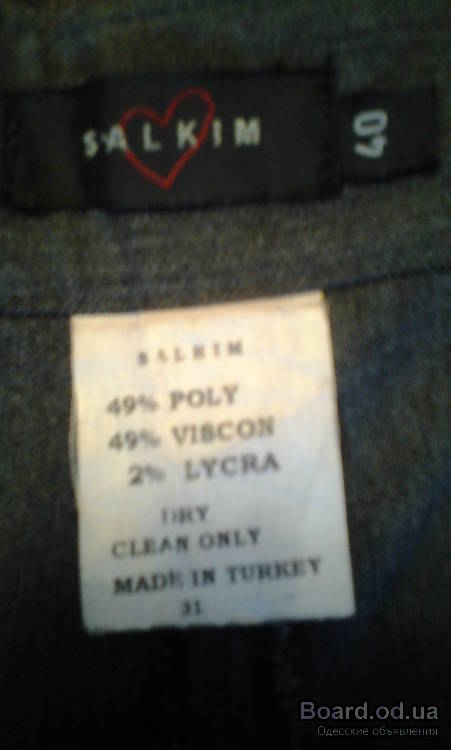 SALKIM
40
SALKIM
49% POLY
49% VISCON
2% LYCRA
DRY
CLEAN ONLY
MADE IN TURKEY
31
Board.od.ua
Одесские объявления